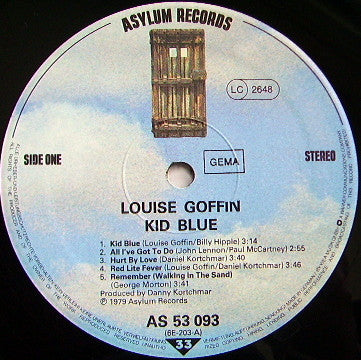 ASYLUM RECORDS
LC 2648
SIDE ONE
GEMA
STEREO
LOUISE GOFFIN
KID BLUE
1. Kid Blue (Louise Goffin/Billy Hipple) 3:14
2. All I've Got To Do (John Lennon/Paul McCartney) 2:55
3. Hurt By Love (Daniel Kortchmar) 3:40
4. Red Lite Fever (Louise Goffin/Daniel Kortchmar) 3:46
5. Remember (Walking In The Sand)
(George Morton) 3:41
Produced by Danny Kortchmar
℗ 1979 Asylum Records
AS 53 093
(6E-203-A)
33